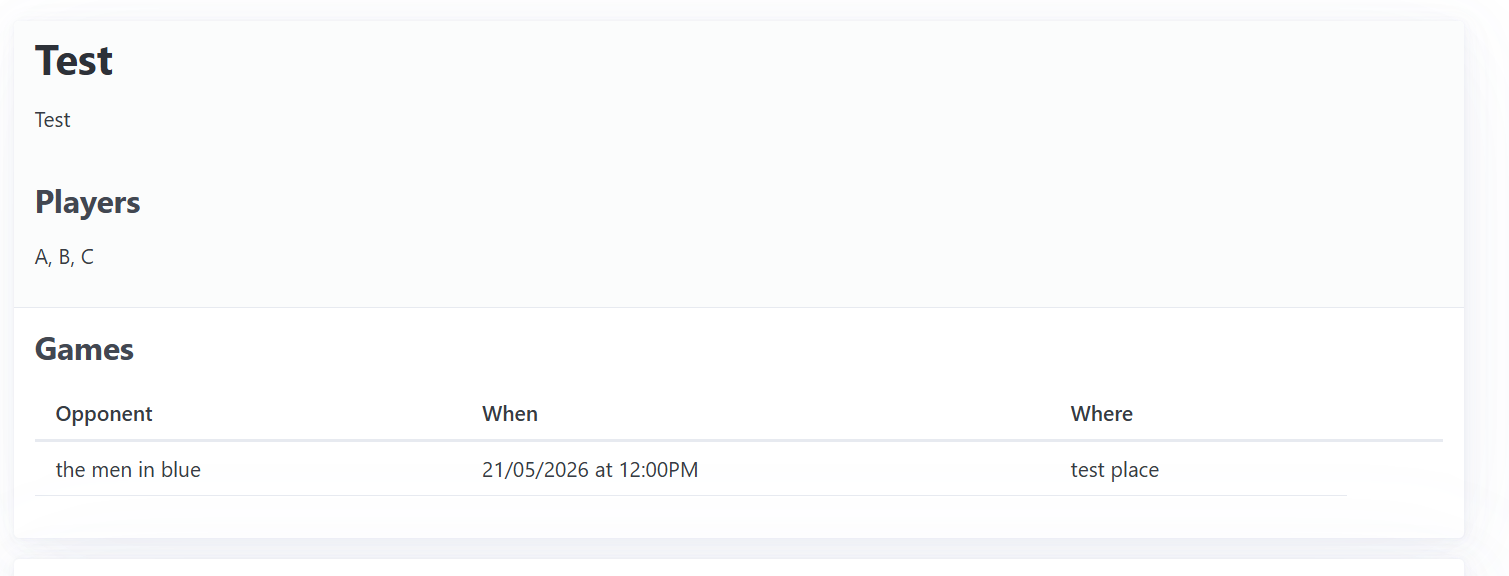 Test
Test
Players
A, B, C
Games
Opponent When Where
the men in blue 21/05/2026 at 12:00PM test place